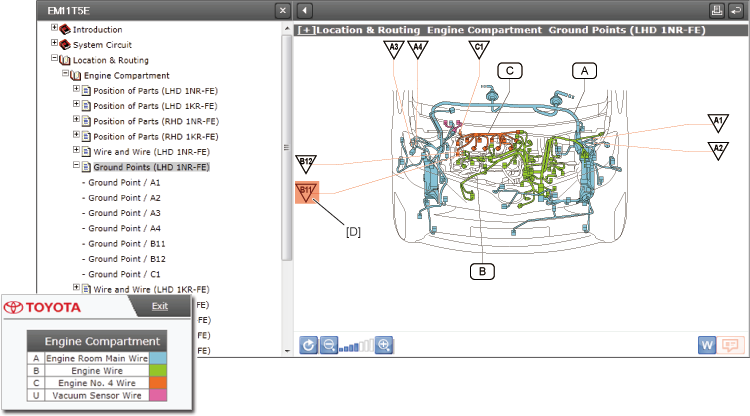 EM11T5E
Introduction
System Circuit
Location & Routing
Engine Compartment
Position of Parts (LHD 1NR-FE)
Position of Parts (LHD 1KR-FE)
Position of Parts (RHD 1NR-FE)
Position of Parts (RHD 1KR-FE)
Wire and Wire (LHD 1NR-FE)
Ground Points (LHD 1NR-FE)
- Ground Point / A1
- Ground Point / A2
- Ground Point / A3
- Ground Point / A4
- Ground Point / B11
- Ground Point / B12
- Ground Point / C1
Wire and Wire (LHD 1KR-FE)
FE)
FE)
FE)
FE)
TOYOTA
Exit
Engine Compartment
A Engine Room Main Wire
B Engine Wire
C Engine No. 4 Wire
U Vacuum Sensor Wire
[+]Location & Routing Engine Compartment Ground Points (LHD 1NR-FE)
A3 A4 C1
C A
A1
A2
B12
B11
[D]
B
W